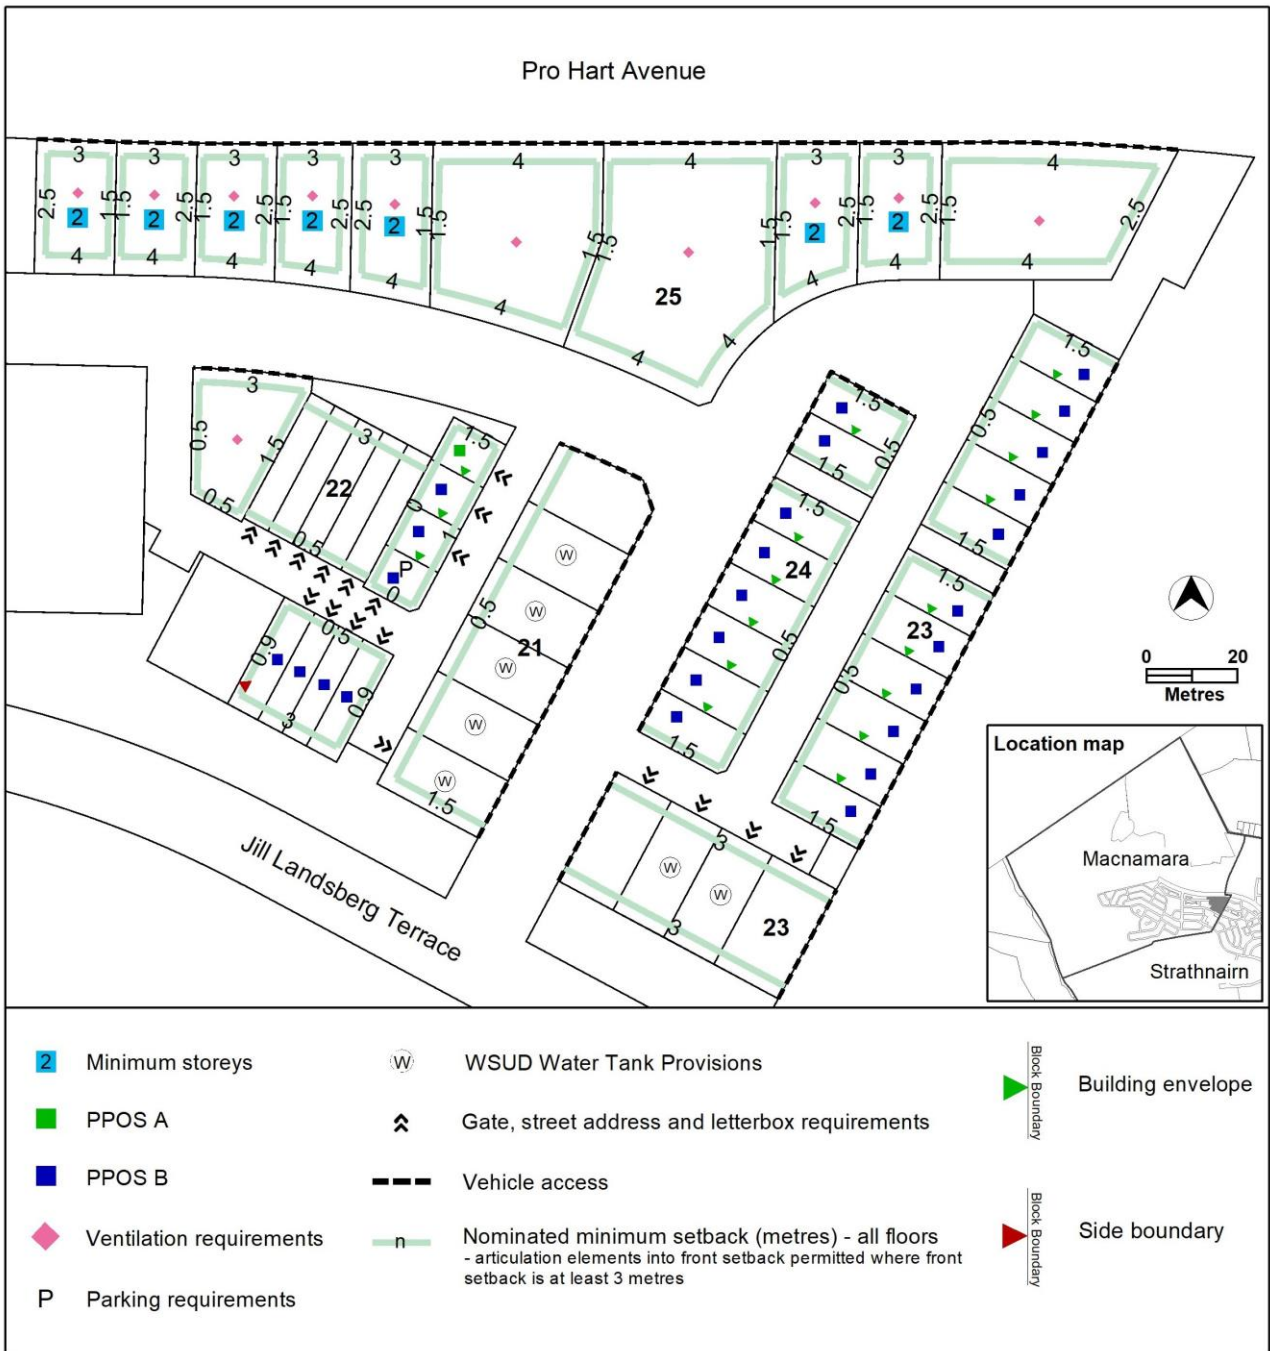 Pro Hart Avenue
3 3 3 3 3 4 4 3 3 4
2.5 1.5 1.5 2.5 1.5 2.5 1.5 2.5 1.5 1.5 1.5 1.5 1.5 1.5 1.5 2.5 1.5 2.5 1.5 2.5
2 2 2 2 2 2 2
4 4 4 4 4 4 4 4 4 4 4
25
3
0.5 1.5
0.5
3
22
0.5
1.5
0 1
P
0
0.5
0.9 0.9
3
0.5
21
W
W
W
W
W
1.5
1.5
0.5
1.5
1.5
24
0.5
1.5
1.5
0.5
1.5
1.5
23
0.5
1.5
3
W
W
23
3
Jill Landsberg Terrace
0 20
Metres
Location map
Macnamara
Strathnairn
2 Minimum storeys
PPOS A
PPOS B
Ventilation requirements
P Parking requirements
W WSUD Water Tank Provisions
Gate, street address and letterbox requirements
Vehicle access
n Nominated minimum setback (metres) - all floors
- articulation elements into front setback permitted where front
setback is at least 3 metres
Block Boundary
Building envelope
Block Boundary
Side boundary